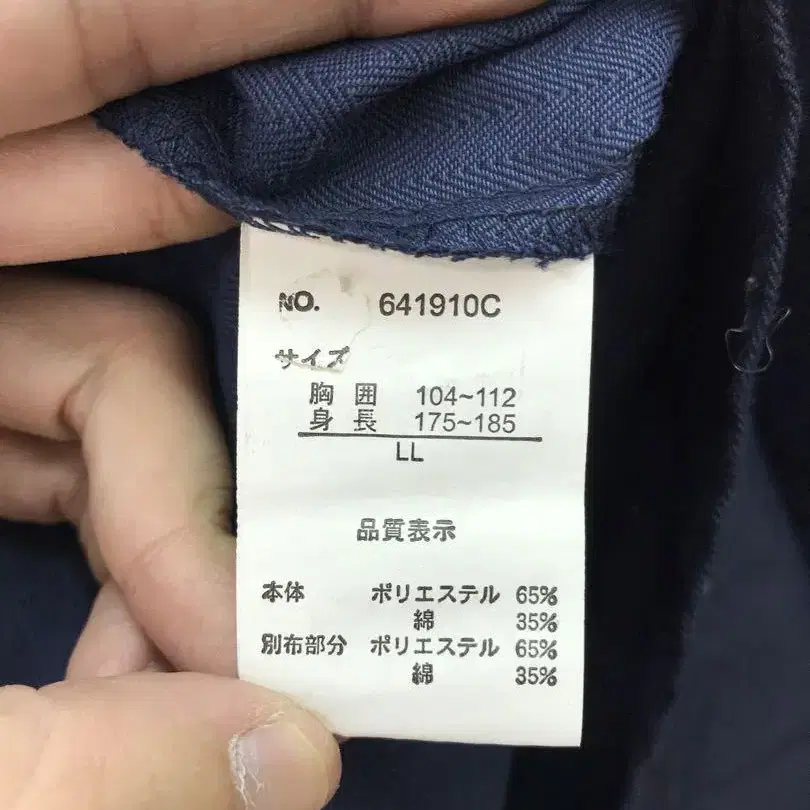 NO. 641910C
サイズ
胸囲 104~112
身長 175~185
LL
品質表示
本体 ポリエステル 65%
綿 35%
別布部分 ポリエステル 65%
綿 35%